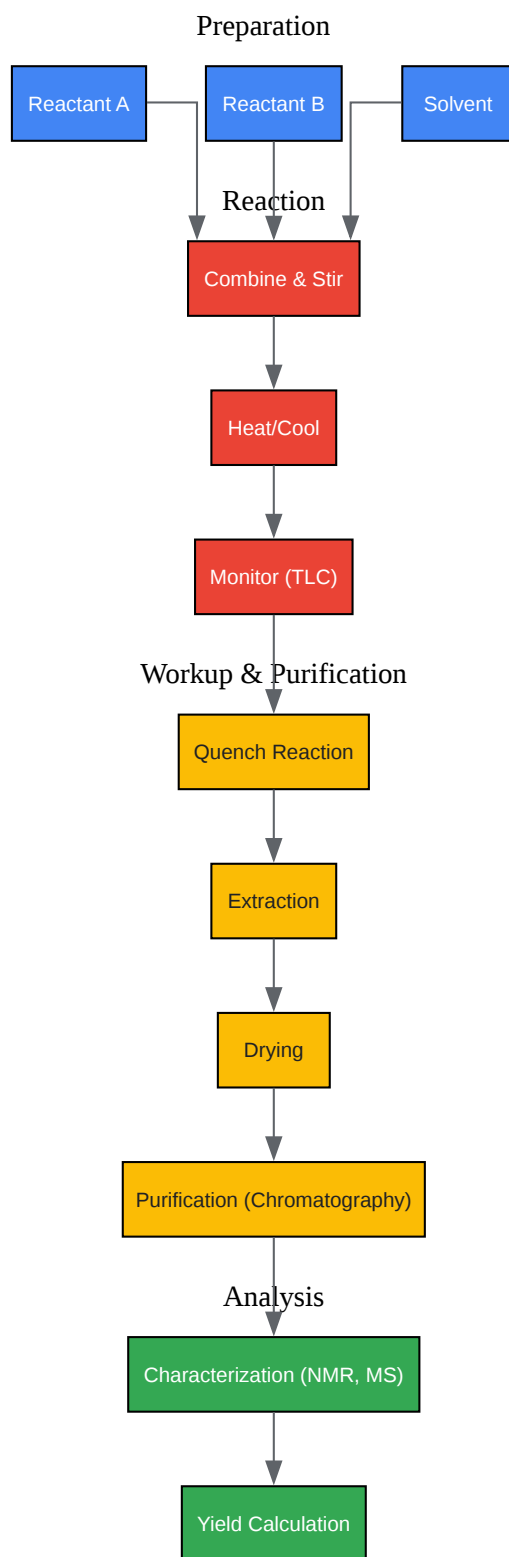 Preparation
Reactant A
Reactant B
Solvent
Reaction
Combine & Stir
Heat/Cool
Monitor (TLC)
Workup & Purification
Quench Reaction
Extraction
Drying
Purification (Chromatography)
Analysis
Characterization (NMR, MS)
Yield Calculation